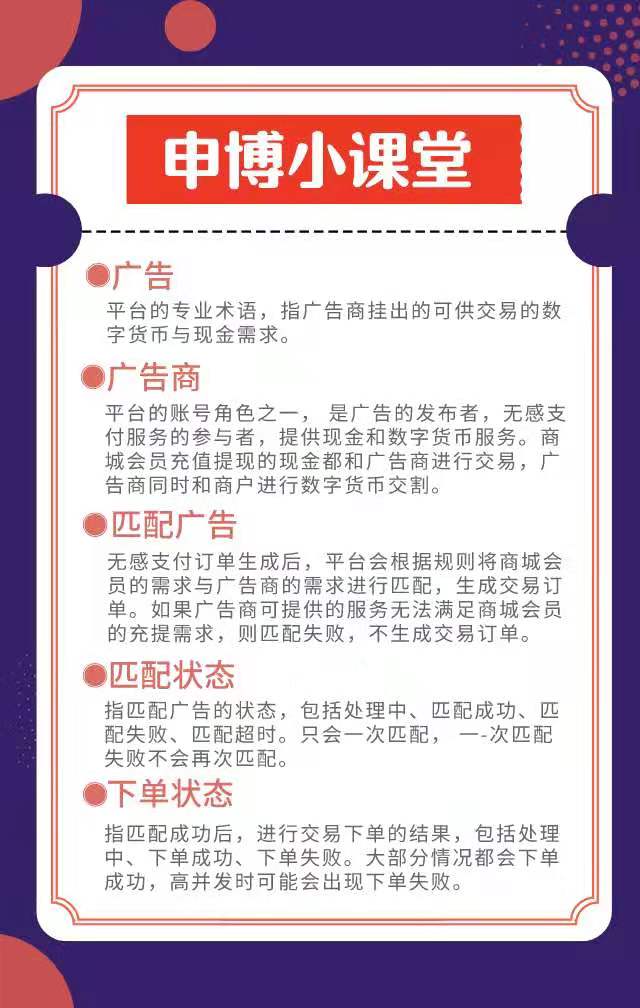 申博小课堂
广告
平台的专业术语，指广告商挂出的可供交易的数
字货币与现金需求。
广告商
平台的账号角色之一， 是广告的发布者，无感支
付服务的参与者，提供现金和数字货币服务。商
城会员充值提现的现金都和广告商进行交易，广
告商同时和商户进行数字货币交割。
匹配广告
无感支付订单生成后，平台会根据规则将商城会
员的需求与广告商的需求进行匹配，生成交易订
单。如果广告商可提供的服务无法满足商城会员
的充提需求，则匹配失败，不生成交易订单。
匹配状态
指匹配广告的状态，包括处理中、匹配成功、匹
配失败、匹配超时。只会一次匹配， 一-次匹配
失败不会再次匹配。
下单状态
指匹配成功后，进行交易下单的结果，包括处理
中、下单成功、下单失败。大部分情况都会下单
成功，高并发时可能会出现下单失败。